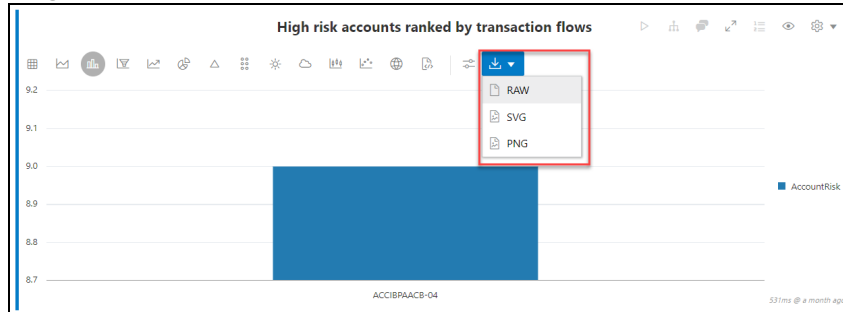 High risk accounts ranked by transaction flows
RAW
SVG
PNG
9.2
9.1
9.0
8.9
8.8
8.7
AccountRisk
ACCIBPAACB-04
531ms @ a month ago